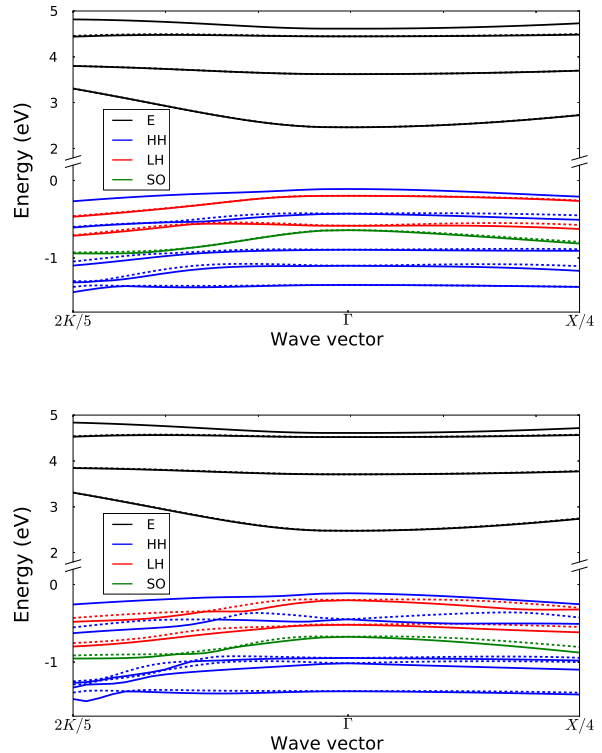 5
4
3
2
0
-1
Energy (eV)
E
HH
LH
SO
2K/5
Γ
X/4
Wave vector
5
4
3
2
0
-1
Energy (eV)
E
HH
LH
SO
2K/5
Γ
X/4
Wave vector